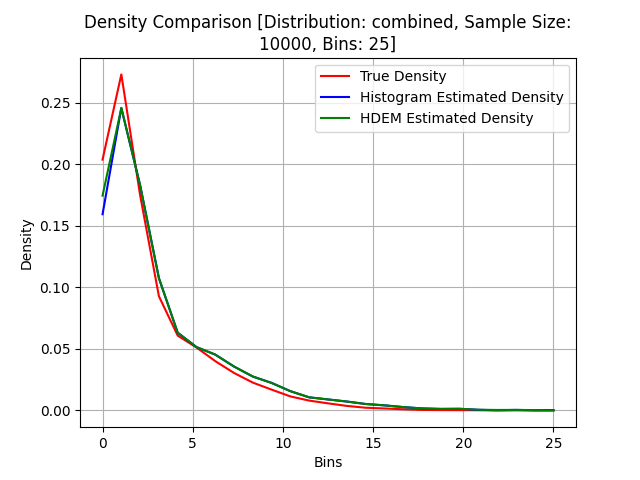 Density Comparison [Distribution: combined, Sample Size:
10000, Bins: 25]
True Density
Histogram Estimated Density
HDEM Estimated Density
Density
0.25
0.20
0.15
0.10
0.05
0.00
0 5 10 15 20 25
Bins